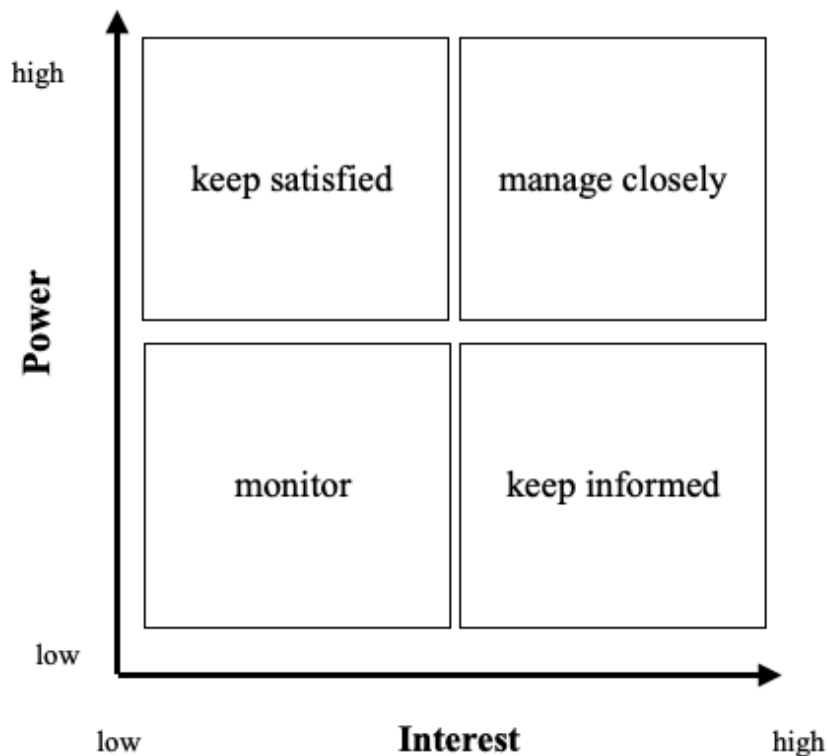 high
keep satisfied
manage closely
Power
monitor
keep informed
low
low
Interest
high